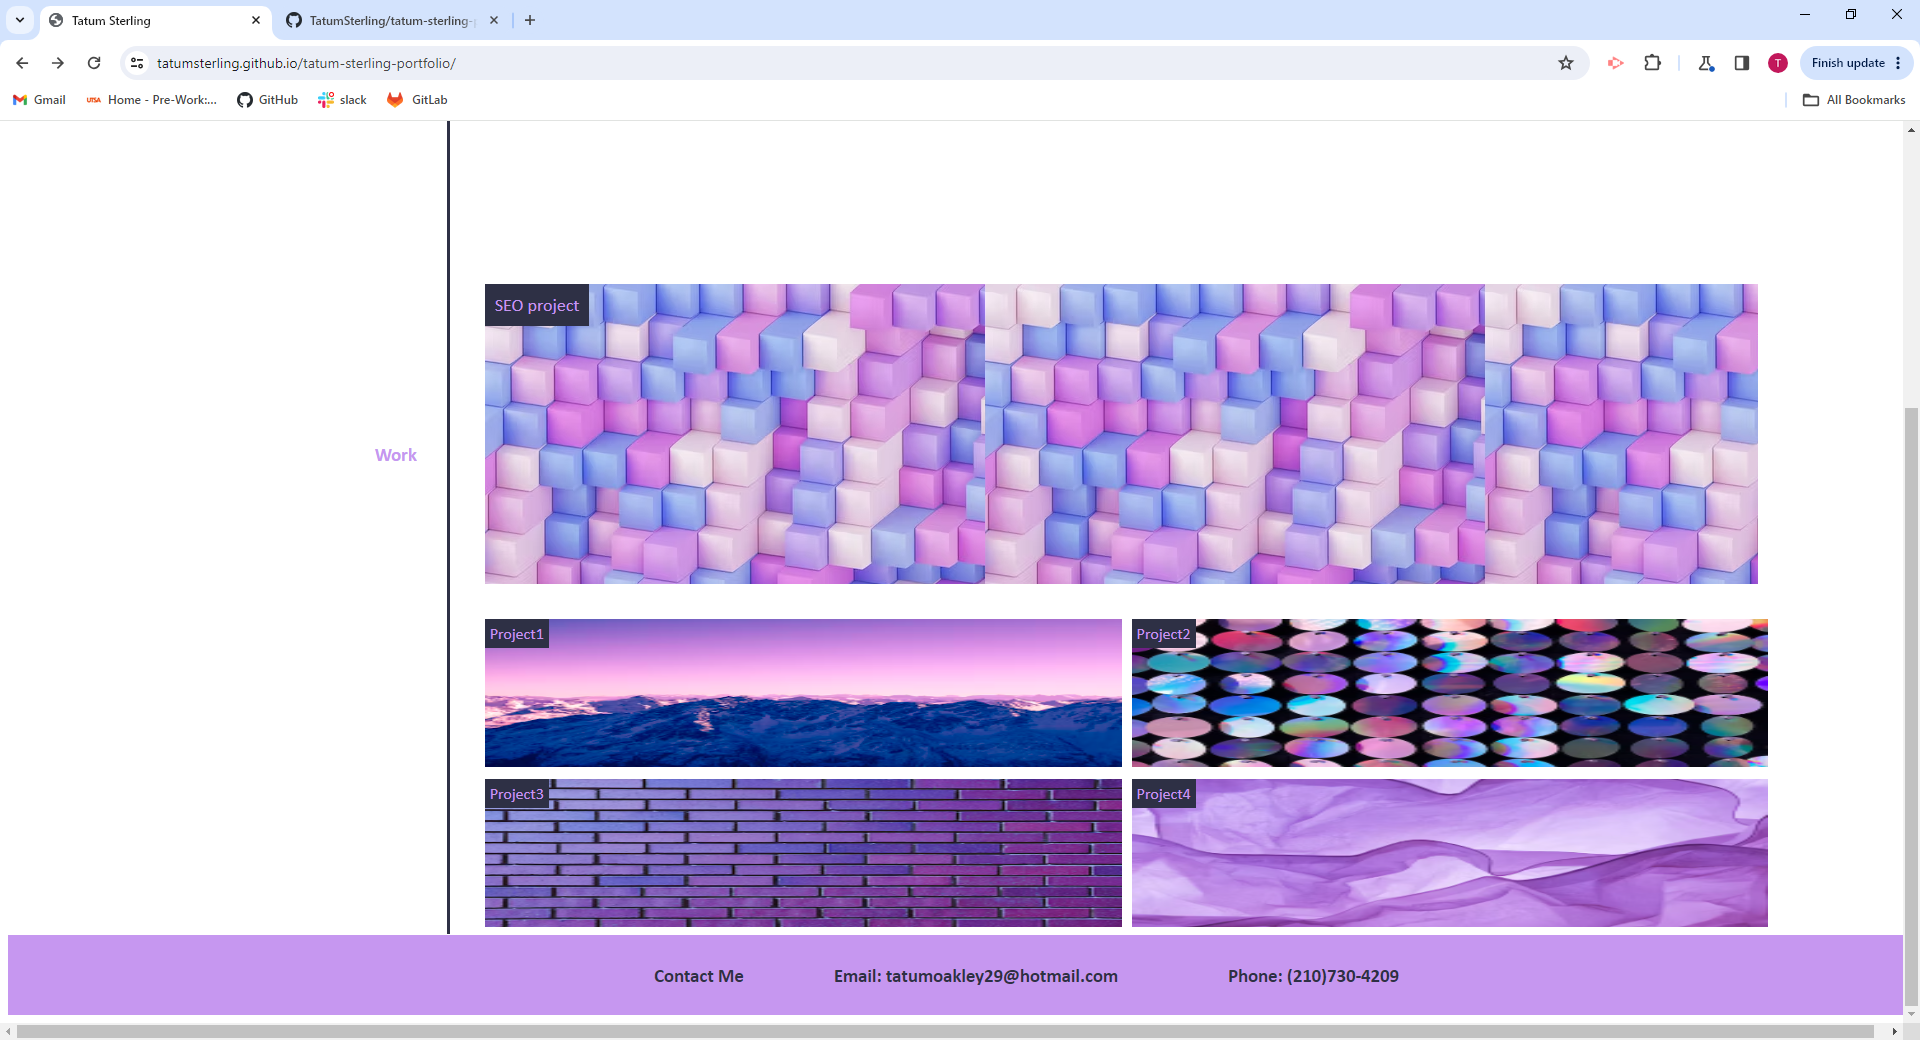 Tatum Sterling
TatumSterling/tatum-sterling-
tatumsterling.github.io/tatum-sterling-portfolio/
T
Finish update
Gmail
UTSA Home - Pre-Work:...
GitHub
slack
GitLab
All Bookmarks
SEO project
Work
Project1
Project2
Project3
Project4
Contact Me
Email: tatumoakley29@hotmail.com
Phone: (210)730-4209